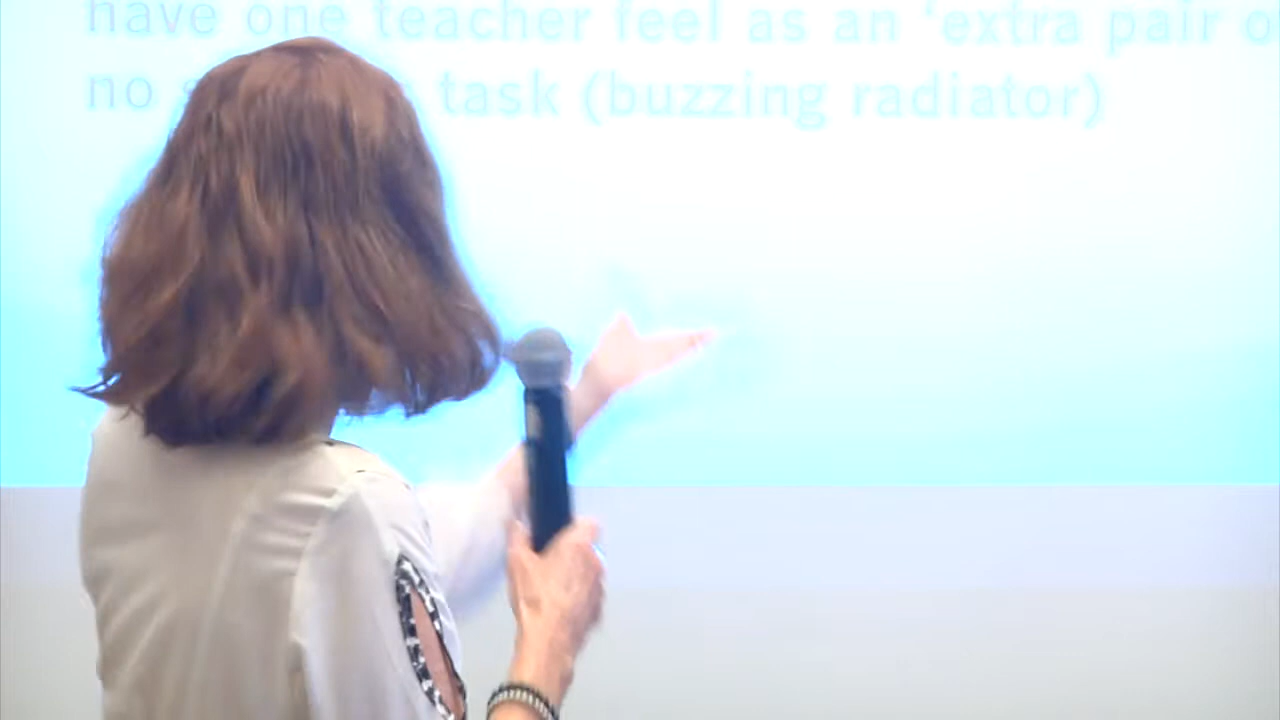 have one teacher feel as an ‘extra pair o
no task (buzzing radiator)